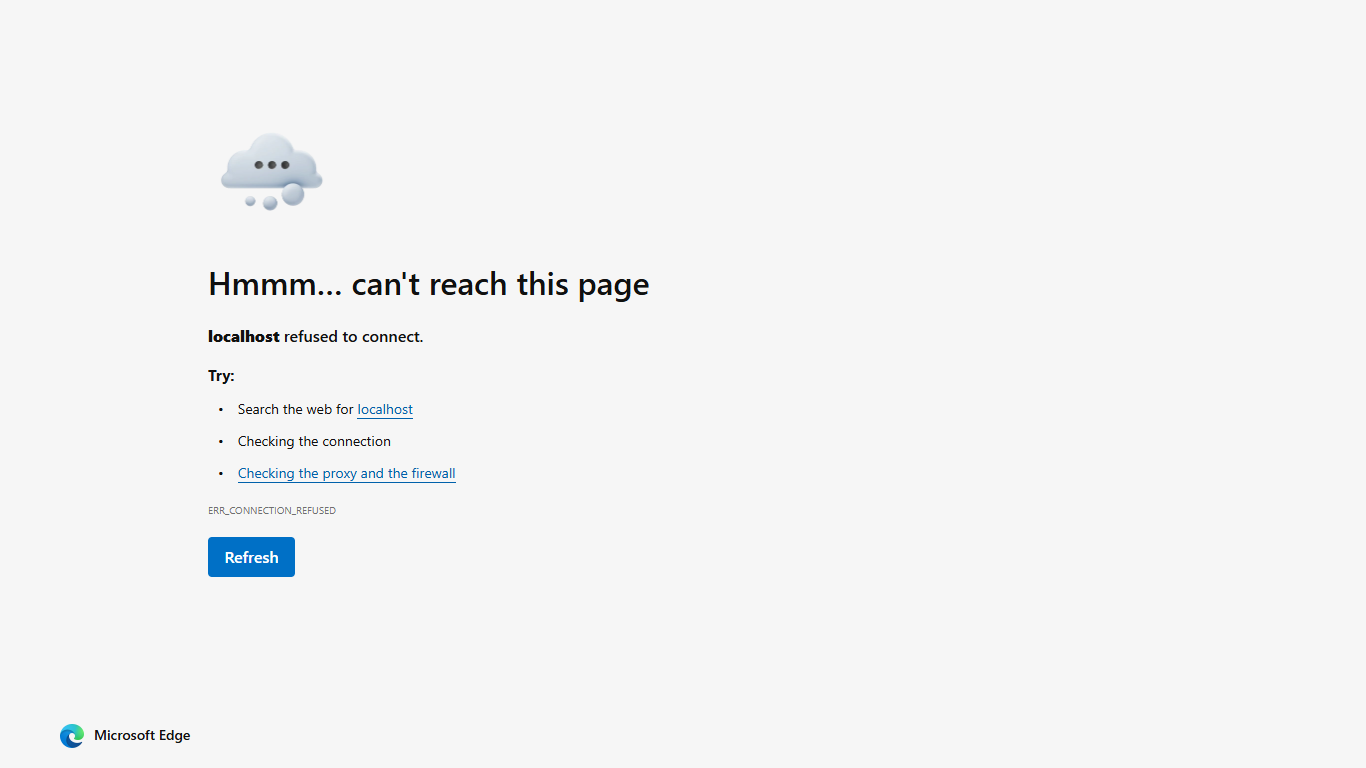 Hmmm… can't reach this page
localhost refused to connect.
Try:
• Search the web for localhost
• Checking the connection
• Checking the proxy and the firewall
ERR_CONNECTION_REFUSED
Refresh
Microsoft Edge